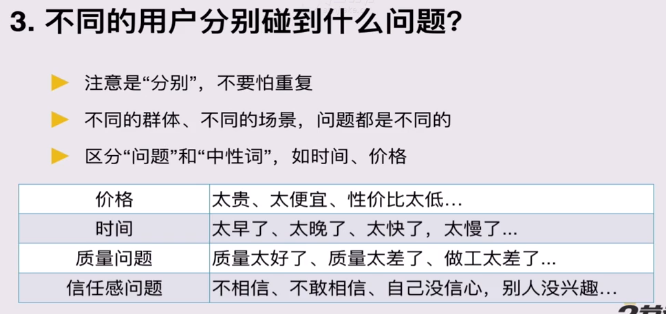 3. 不同的用户分别碰到什么问题?
注意是“分别”，不要怕重复
不同的群体、不同的场景，问题都是不同的
区分“问题”和“中性词”，如时间、价格
价格 太贵、太便宜、性价比太低…
时间 太早了、太晚了、太快了，太慢了...
质量问题 质量太好了、质量太差了、做工太差了...
信任感问题 不相信、不敢相信、自己没信心，别人没兴趣…